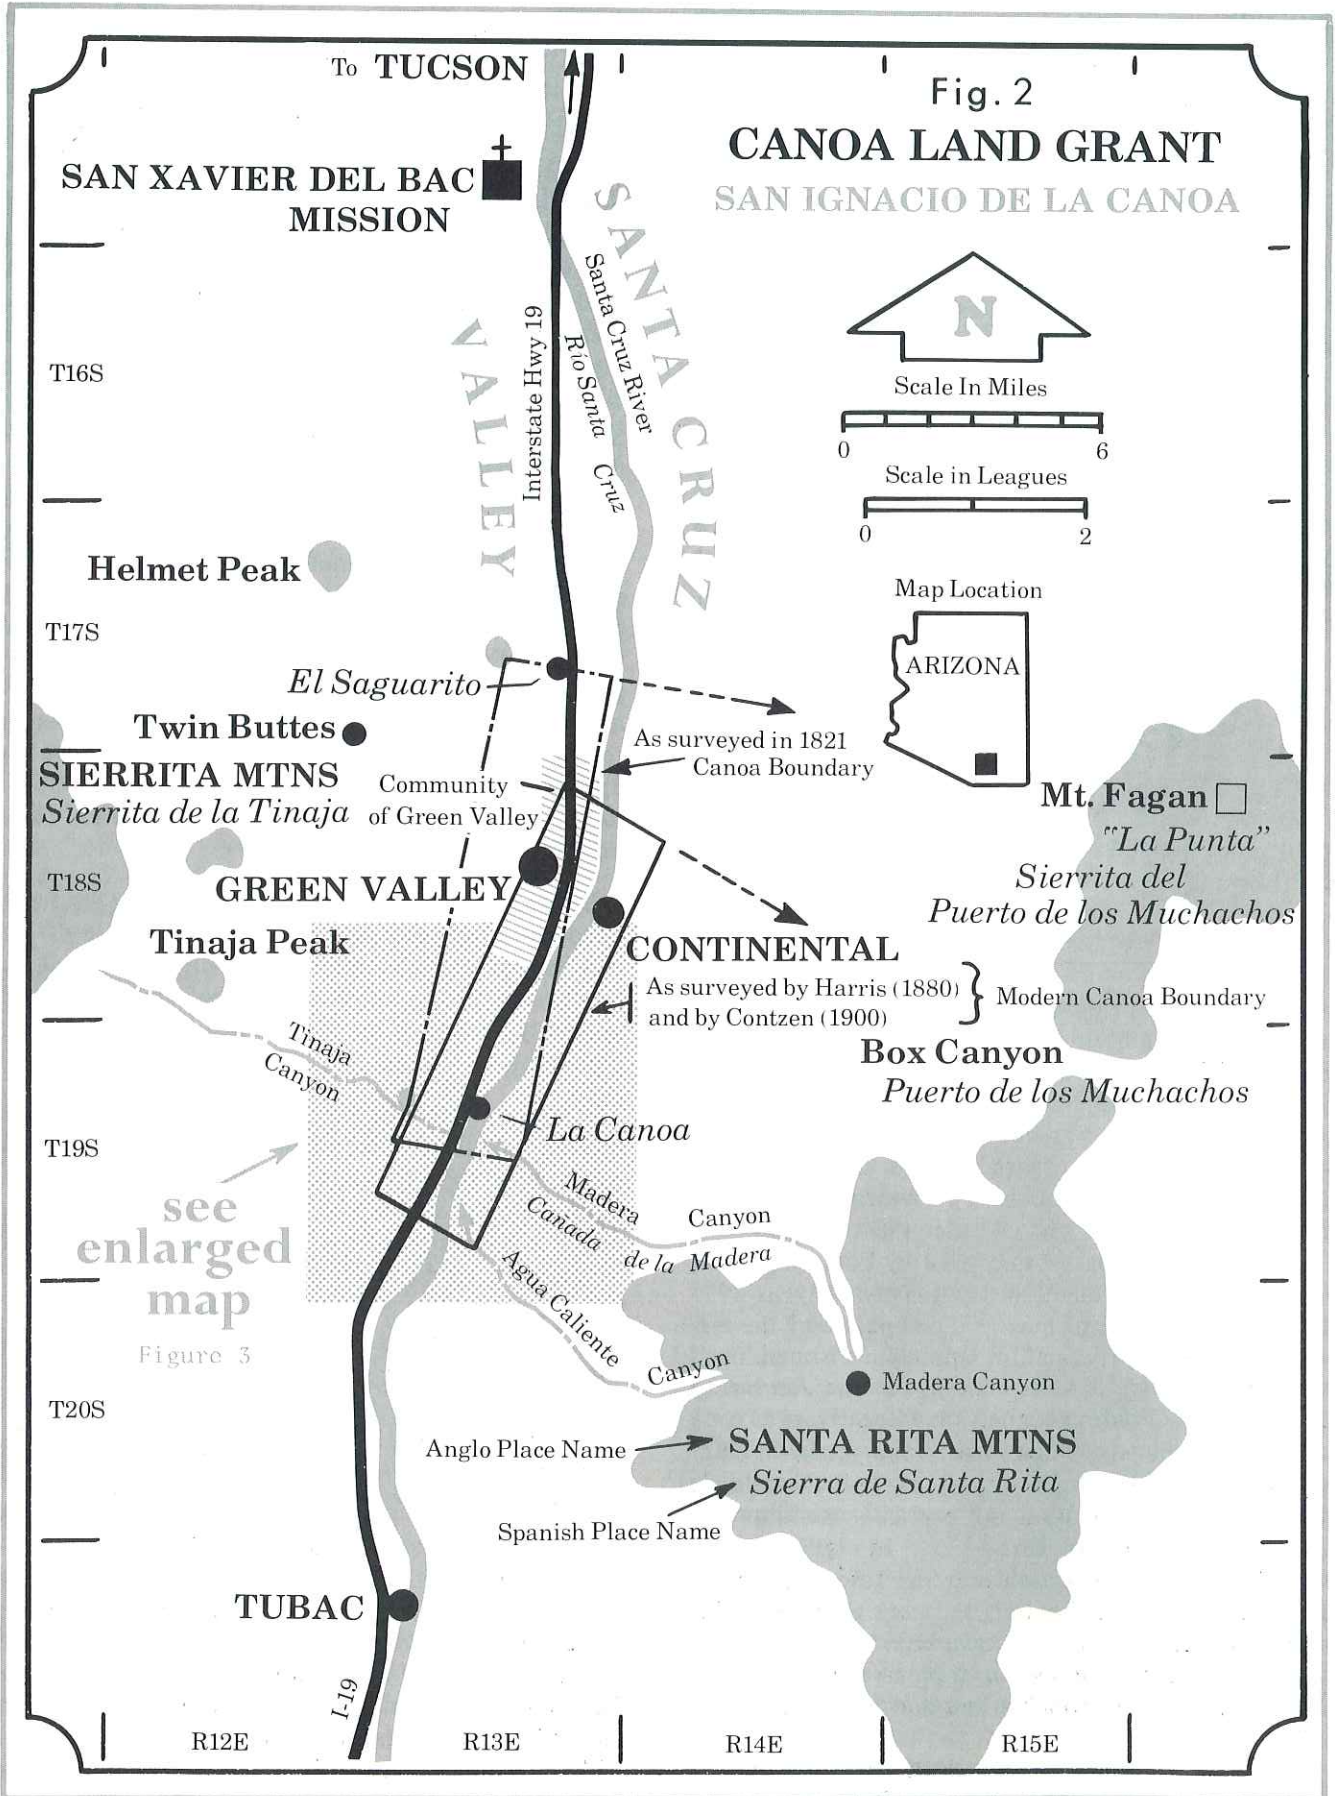 To TUCSON
Fig. 2
CANOA LAND GRANT
SAN IGNACIO DE LA CANOA
SAN XAVIER DEL BAC
MISSION
SANTA CRUZ
VALLEY
Interstate Hwy 19
Santa Cruz River
Río Santa Cruz
N
Scale In Miles
0 6
Scale in Leagues
0 2
Map Location
ARIZONA
T16S
Helmet Peak
T17S
El Saguarito
Twin Buttes
As surveyed in 1821
Canoa Boundary
SIERRITA MTNS
Sierrita de la Tinaja
Community
of Green Valley
Mt. Fagan
"La Punta"
Sierrita del
Puerto de los Muchachos
T18S
GREEN VALLEY
Tinaja Peak
CONTINENTAL
As surveyed by Harris (1880)
and by Contzen (1900)
Modern Canoa Boundary
Box Canyon
Puerto de los Muchachos
Tinaja
Canyon
La Canoa
T19S
see
enlarged
map
Figure 3
Madera Canyon
Cañada de la Madera
Agua Caliente Canyon
Madera Canyon
T20S
Anglo Place Name
SANTA RITA MTNS
Sierra de Santa Rita
Spanish Place Name
TUBAC
I-19
R12E
R13E
R14E
R15E